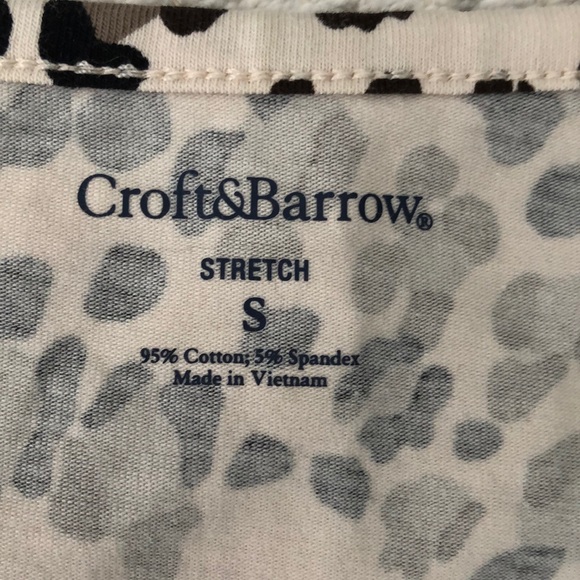 Croft&Barrow®
STRETCH
S
95% Cotton; 5% Spandex
Made in Vietnam